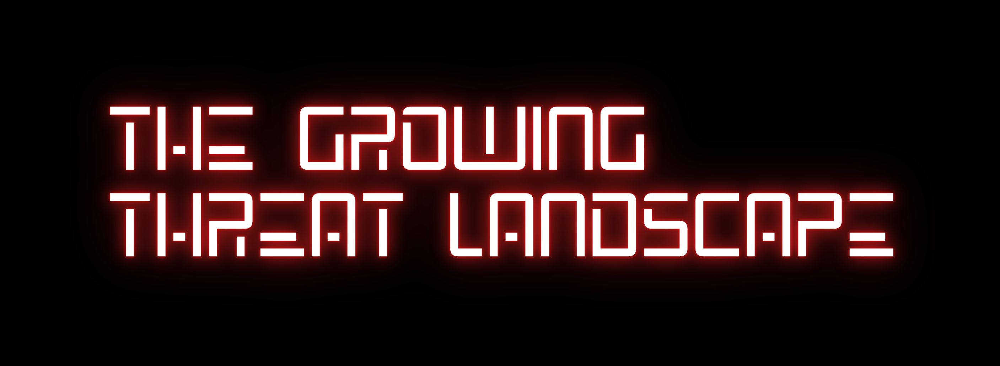 THE GROWING
THREAT LANDSCAPE